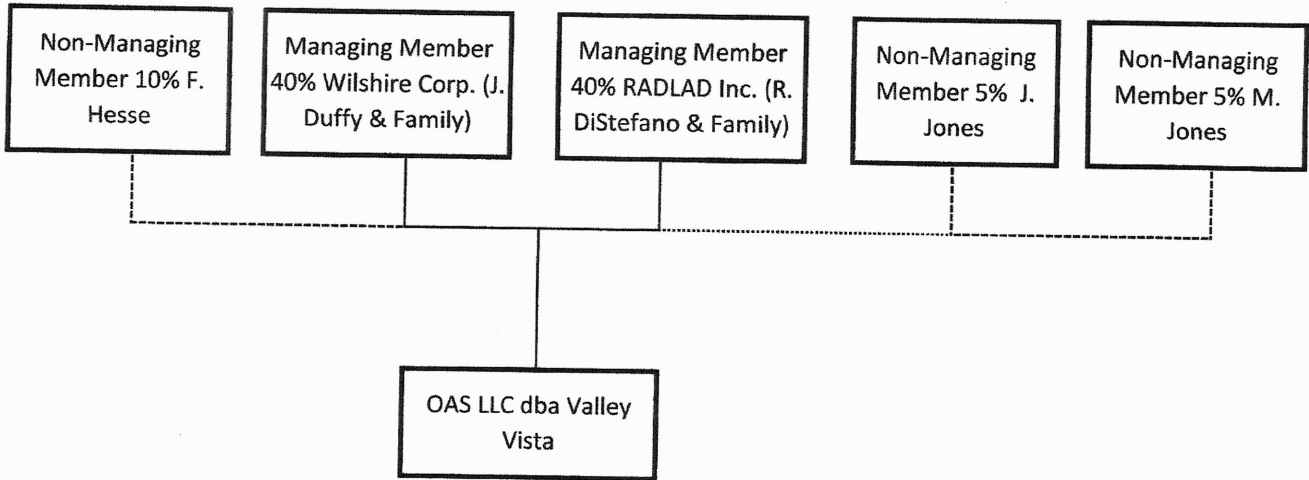 Non-Managing
Member 10% F.
Hesse
Managing Member
40% Wilshire Corp. (J.
Duffy & Family)
Managing Member
40% RADLAD Inc. (R.
DiStefano & Family)
Non-Managing
Member 5% J.
Jones
Non-Managing
Member 5% M.
Jones
OAS LLC dba Valley
Vista